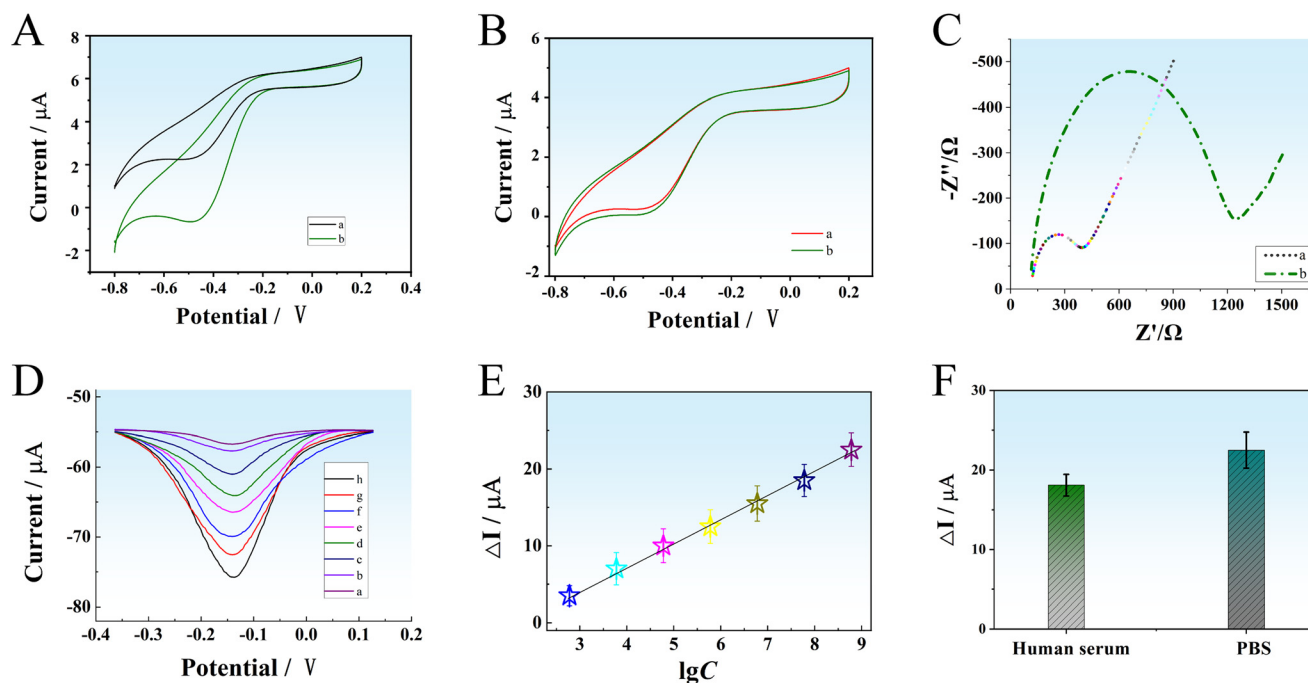 A
Current / μA
8
6
4
2
0
-2
-0.8
-0.6
-0.4
-0.2
0.0
0.2
0.4
Potential / V
a
b
B
Current / μA
6
4
2
0
-2
-0.8
-0.6
-0.4
-0.2
0.0
0.2
Potential / V
a
b
C
-Z''/Ω
-500
-400
-300
-200
-100
0
0
300
600
900
1200
1500
Z'/Ω
a
b
D
Current / μA
-50
-60
-70
-80
-0.4
-0.3
-0.2
-0.1
0.0
0.1
0.2
Potential / V
h
g
f
e
d
c
b
a
E
△I / μA
30
20
10
0
3
4
5
6
7
8
9
lgC
F
△I / μA
30
20
10
0
Human serum
PBS